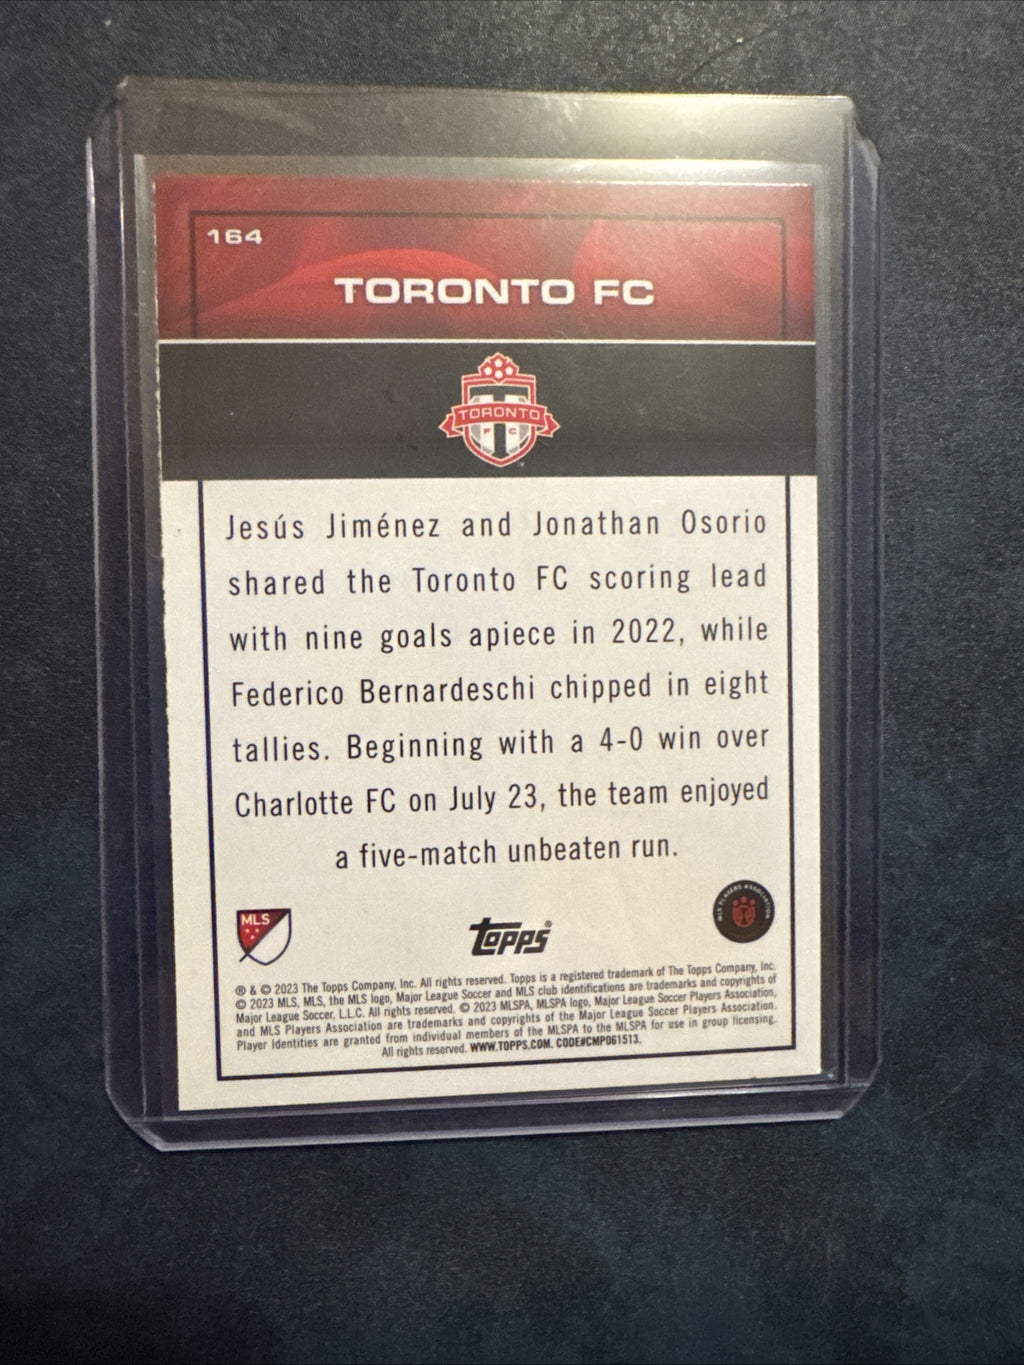 164
TORONTO FC
TORONTO
F C
Jesús Jiménez and Jonathan Osorio
shared the Toronto FC scoring lead
with nine goals apiece in 2022, while
Federico Bernardeschi chipped in eight
tallies. Beginning with a 4-0 win over
Charlotte FC on July 23, the team enjoyed
a five-match unbeaten run.
MLS
Topps®
MLS PLAYERS ASSOCIATION
® & © 2023 The Topps Company, Inc. All rights reserved. Topps is a registered trademark of The Topps Company, Inc.
© 2023 MLS, MLS, the MLS logo, Major League Soccer and MLS club identifications are trademarks and copyrights of
Major League Soccer, L.L.C. All rights reserved. © 2023 MLSPA, MLSPA logo, Major League Soccer Players Association,
and MLS Players Association are trademarks and copyrights of the Major League Soccer Players Association.
Player Identities are granted from individual members of the MLSPA to the MLSPA for use in group licensing.
All rights reserved. WWW.TOPPS.COM. CODE#CMP061513.